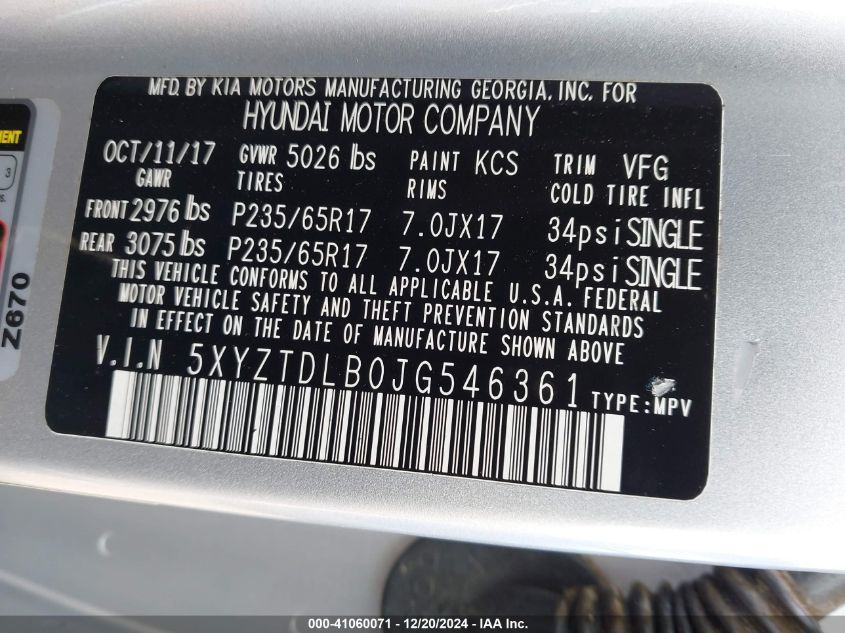 MFD. BY KIA MOTORS MANUFACTURING GEORGIA, INC. FOR
HYUNDAI MOTOR COMPANY
OCT/11/17 GVWR 5026 lbs PAINT KCS TRIM VFG
GAWR TIRES RIMS COLD TIRE INFL
FRONT 2976 lbs P235/65R17 7.0JX17 34psi SINGLE
REAR 3075 lbs P235/65R17 7.0JX17 34psi SINGLE
THIS VEHICLE CONFORMS TO ALL APPLICABLE U.S.A. FEDERAL
MOTOR VEHICLE SAFETY AND THEFT PREVENTION STANDARDS
IN EFFECT ON THE DATE OF MANUFACTURE SHOWN ABOVE
V.I.N 5XYZTDLB0JG546361 TYPE:MPV
3
Z670
000-41060071 - 12/20/2024 - IAA, Inc.